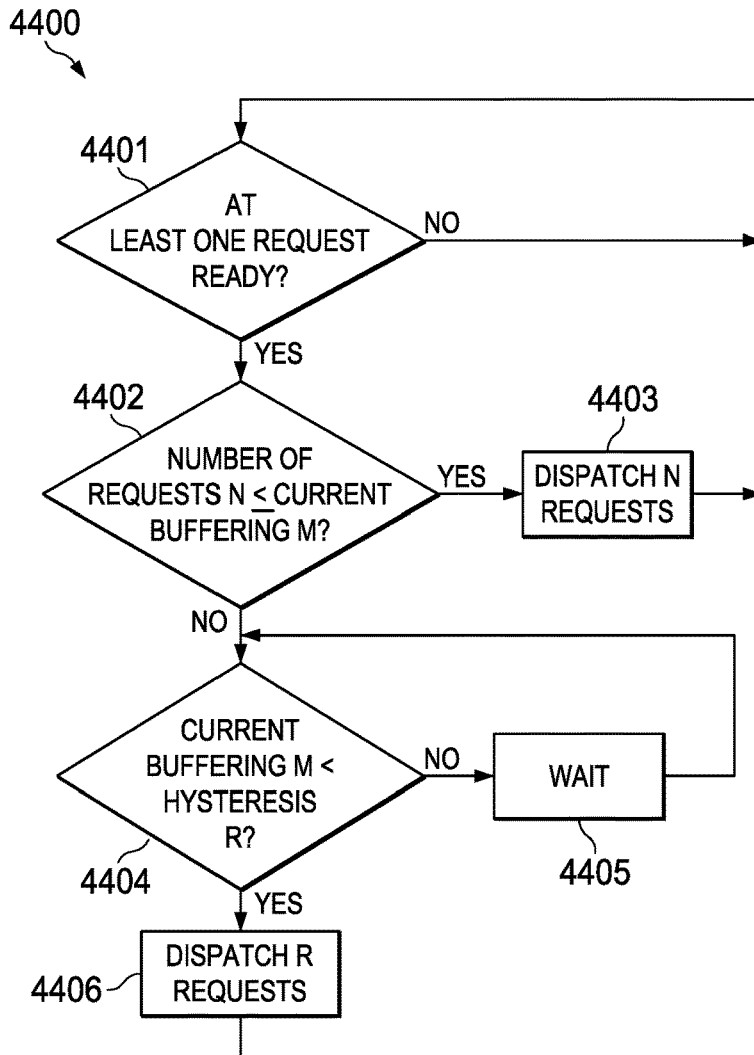 4400
4401
AT
LEAST ONE REQUEST
READY?
NO
YES
4402
NUMBER OF
REQUESTS N ≤ CURRENT
BUFFERING M?
YES
4403
DISPATCH N
REQUESTS
NO
CURRENT
BUFFERING M <
HYSTERESIS
R?
NO
WAIT
4404
4405
YES
DISPATCH R
REQUESTS
4406